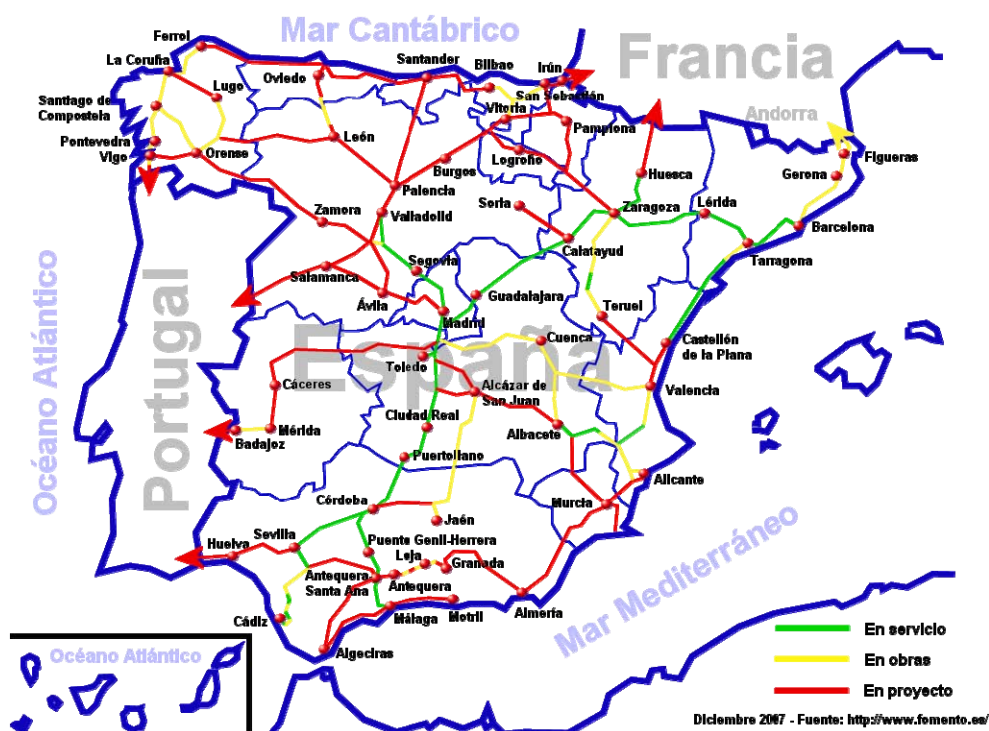 Mar Cantábrico
Francia
Ferrol
La Coruña
Oviedo
Santander
Bilbao
Irún
San Sebastián
Lugo
Santiago de
Compostela
Vitoria
Pamplona
Andorra
Pontevedra
Vigo
Orense
León
Logroño
Burgos
Figueras
Gerona
Huesca
Palencia
Zamora
Valladolid
Soria
Zaragoza
Lérida
Barcelona
Calatayud
Tarragona
Segovia
Salamanca
Ávila
Guadalajara
Madrid
Teruel
Océano Atlántico
Portugal
España
Cuenca
Castellón
de la Plana
Toledo
Cáceres
Alcázar de
San Juan
Valencia
Ciudad Real
Albacete
Mérida
Badajoz
Puertollano
Alicante
Córdoba
Murcia
Jaén
Huelva
Sevilla
Puente Genil-Herrera
Loja
Granada
Antequera
Santa Ana
Antequera
Cádiz
Málaga
Motril
Almería
Algeciras
Mar Mediterráneo
Océano Atlántico
En servicio
En obras
En proyecto
Diciembre 2007 - Fuente: http://www.fomento.es/